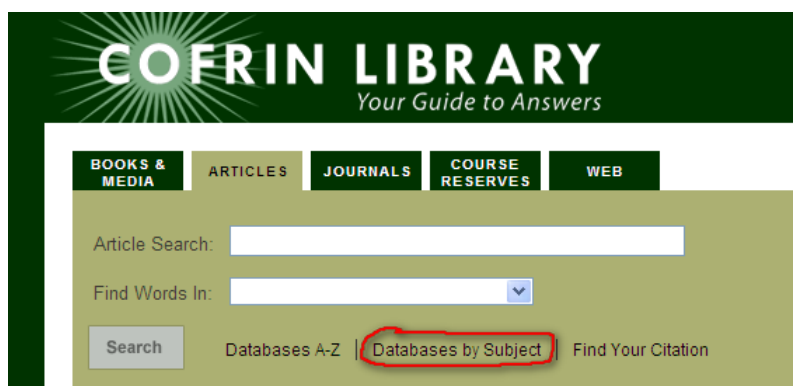 COFRIN LIBRARY
Your Guide to Answers
BOOKS & MEDIA ARTICLES JOURNALS COURSE RESERVES WEB
Article Search:
Find Words In:
Search Databases A-Z | Databases by Subject | Find Your Citation